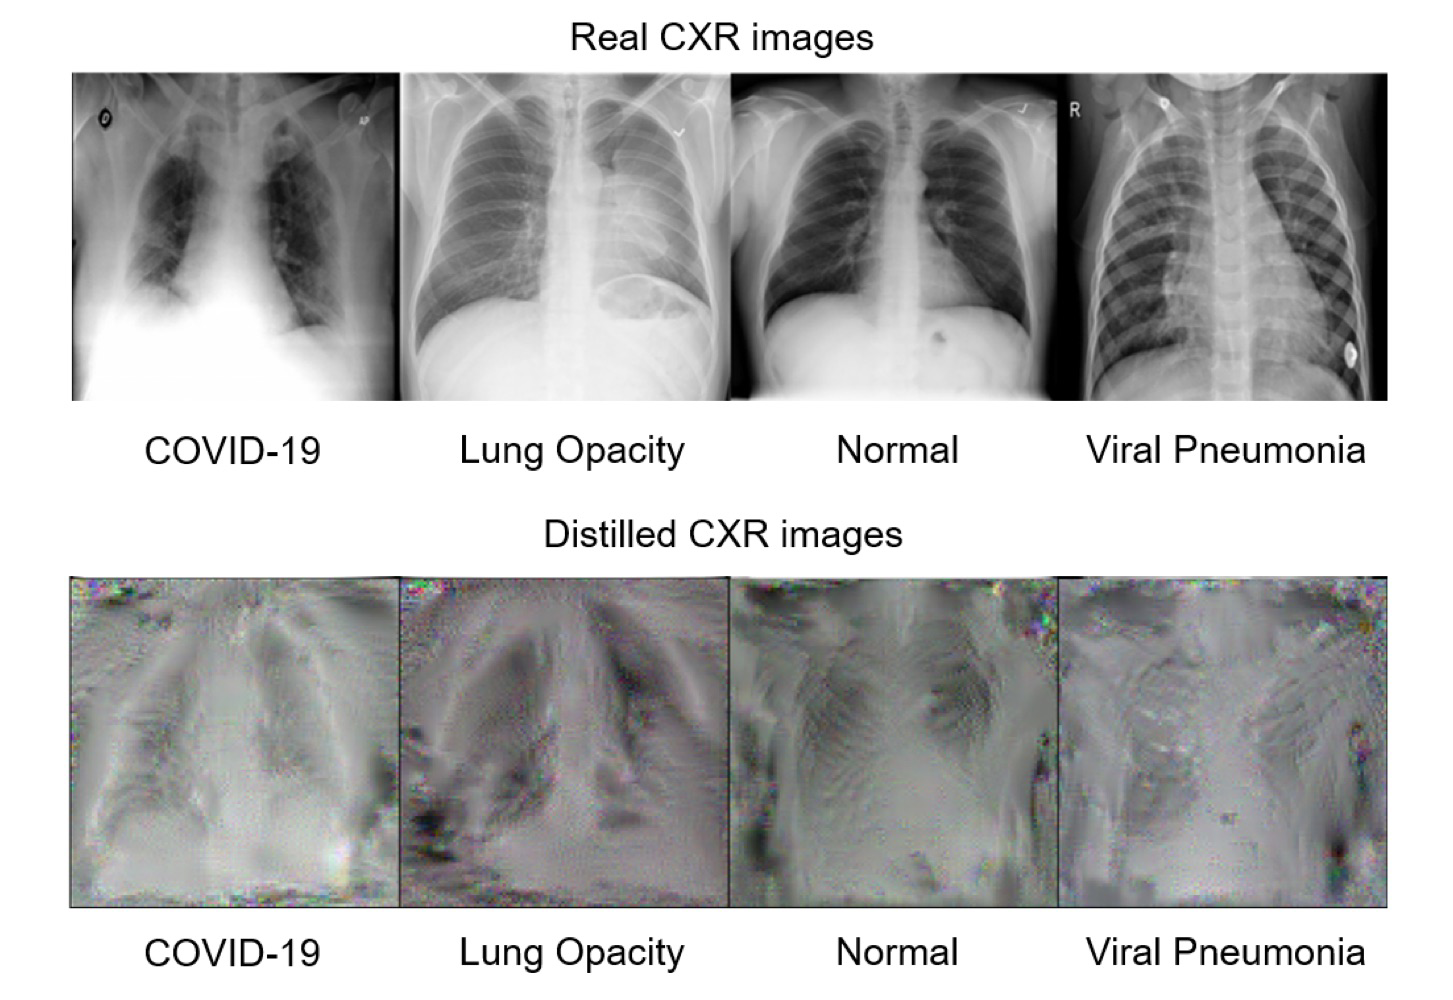 Real CXR images
R
COVID-19 Lung Opacity Normal Viral Pneumonia
Distilled CXR images
COVID-19 Lung Opacity Normal Viral Pneumonia